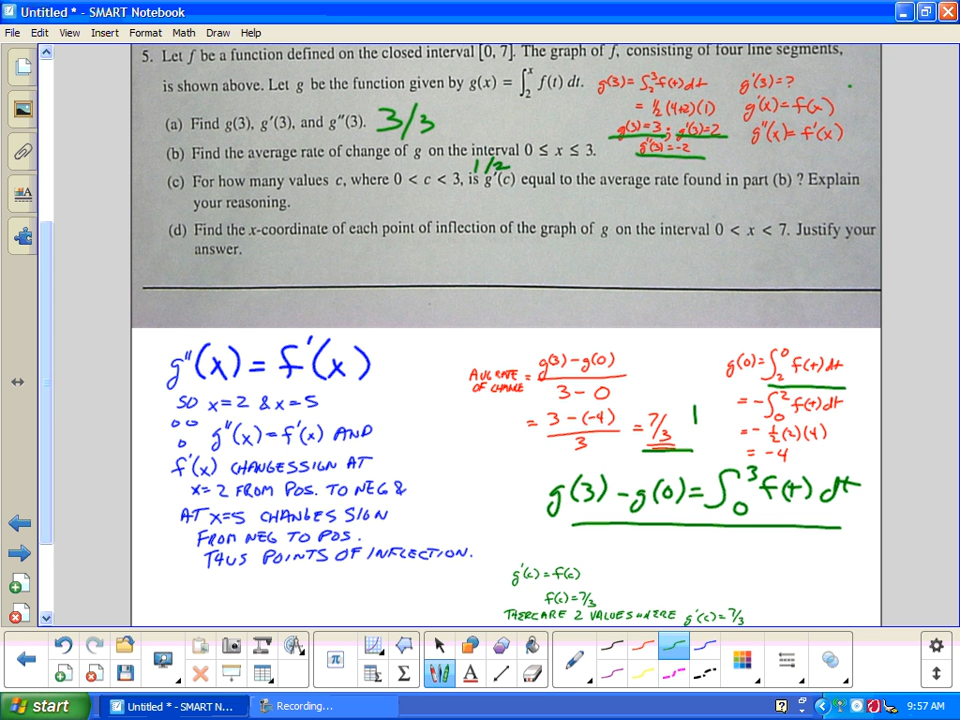 Untitled * - SMART Notebook
File Edit View Insert Format Math Draw Help
5. Let f be a function defined on the closed interval [0, 7]. The graph of f, consisting of four line segments,
is shown above. Let g be the function given by g(x) = ∫₂ˣ f(t) dt.
(a) Find g(3), g′(3), and g″(3). 3/3
(b) Find the average rate of change of g on the interval 0 ≤ x ≤ 3.
1/2
(c) For how many values c, where 0 < c < 3, is g′(c) equal to the average rate found in part (b) ? Explain
your reasoning.
(d) Find the x-coordinate of each point of inflection of the graph of g on the interval 0 < x < 7. Justify your
answer.
g(3) = ∫₂³ f(t) dt
= ½(4+2)(1)
g(3) = 3 ; g′(3) = 2
g″(3) = -2
g′(3) = ?
g′(x) = f(x)
g″(x) = f′(x)
g″(x) = f′(x)
SO x=2 & x=5
∴ g″(x) = f′(x) AND
f′(x) CHANGES SIGN AT
x=2 FROM POS. TO NEG &
AT x=5 CHANGES SIGN
FROM NEG TO POS.
THUS POINTS OF INFLECTION.
AVG RATE OF CHANGE = g(3) - g(0) / 3 - 0
= 3 - (-4) / 3 = 7/3 1
g(0) = ∫₂⁰ f(t) dt
= - ∫₀² f(t) dt
= - ½(2)(4)
= -4
g(3) - g(0) = ∫₀³ f(t) dt
g′(c) = f(c)
f(c) = 7/3
THERE ARE 2 VALUES WHERE g′(c) = 7/3
start
Untitled * - SMART N...
Recording...
9:57 AM